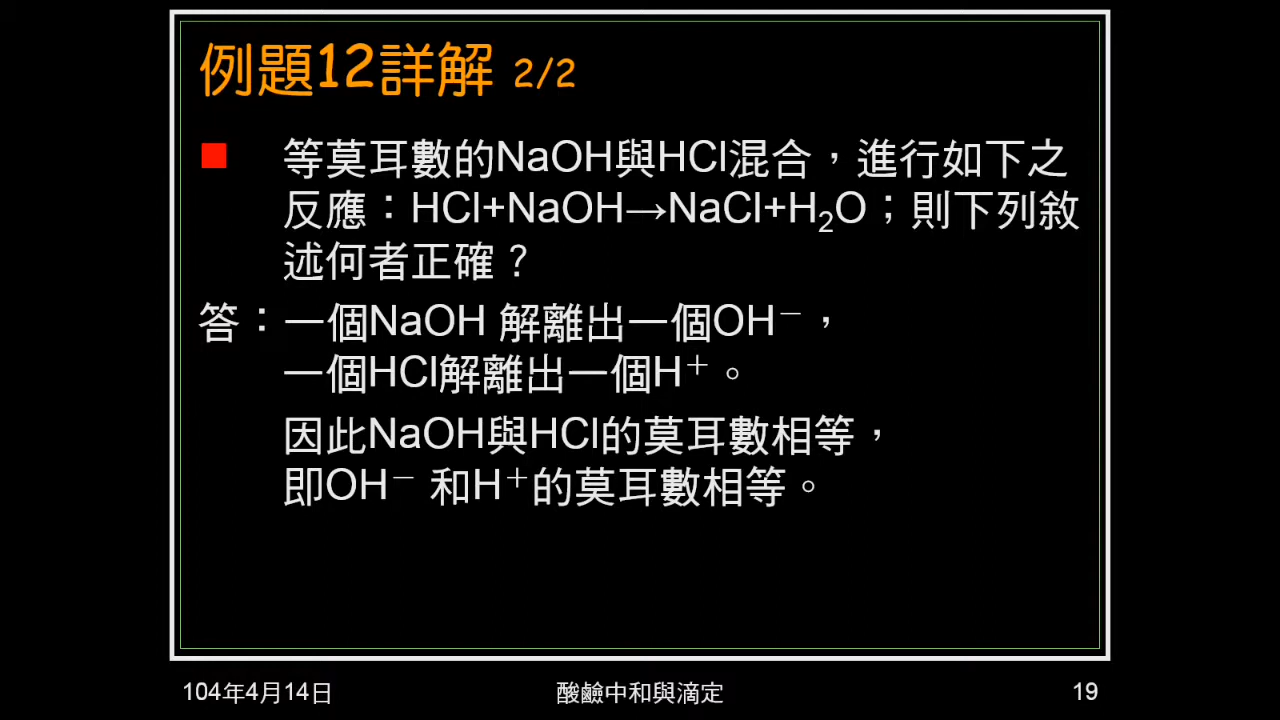 例題12詳解 2/2
等莫耳數的NaOH與HCl混合，進行如下之
反應：HCl+NaOH→NaCl+H₂O；則下列敘
述何者正確？
答：一個NaOH 解離出一個OH⁻，
一個HCl解離出一個H⁺。
因此NaOH與HCl的莫耳數相等，
即OH⁻ 和H⁺的莫耳數相等。
104年4月14日
酸鹼中和與滴定
19